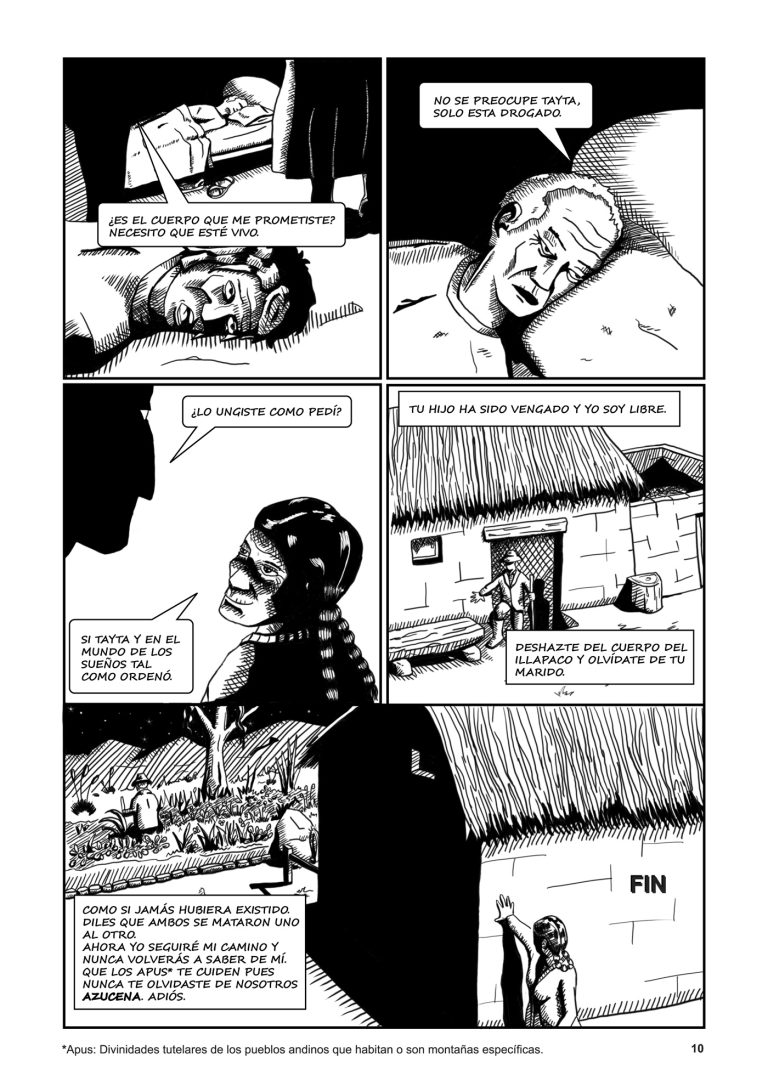 ¿ES EL CUERPO QUE ME PROMETISTE?
NECESITO QUE ESTÉ VIVO.
NO SE PREOCUPE TAYTA,
SOLO ESTA DROGADO.
¿LO UNGISTE COMO PEDÍ?
SI TAYTA Y EN EL
MUNDO DE LOS
SUEÑOS TAL
COMO ORDENÓ.
TU HIJO HA SIDO VENGADO Y YO SOY LIBRE.
DESHAZTE DEL CUERPO DEL
ILLAPACO Y OLVÍDATE DE TU
MARIDO.
COMO SI JAMÁS HUBIERA EXISTIDO.
DILES QUE AMBOS SE MATARON UNO
AL OTRO.
AHORA YO SEGUIRÉ MI CAMINO Y
NUNCA VOLVERÁS A SABER DE MÍ.
QUE LOS APUS* TE CUIDEN PUES
NUNCA TE OLVIDASTE DE NOSOTROS
AZUCENA. ADIÓS.
FIN
*Apus: Divinidades tutelares de los pueblos andinos que habitan o son montañas específicas.
10